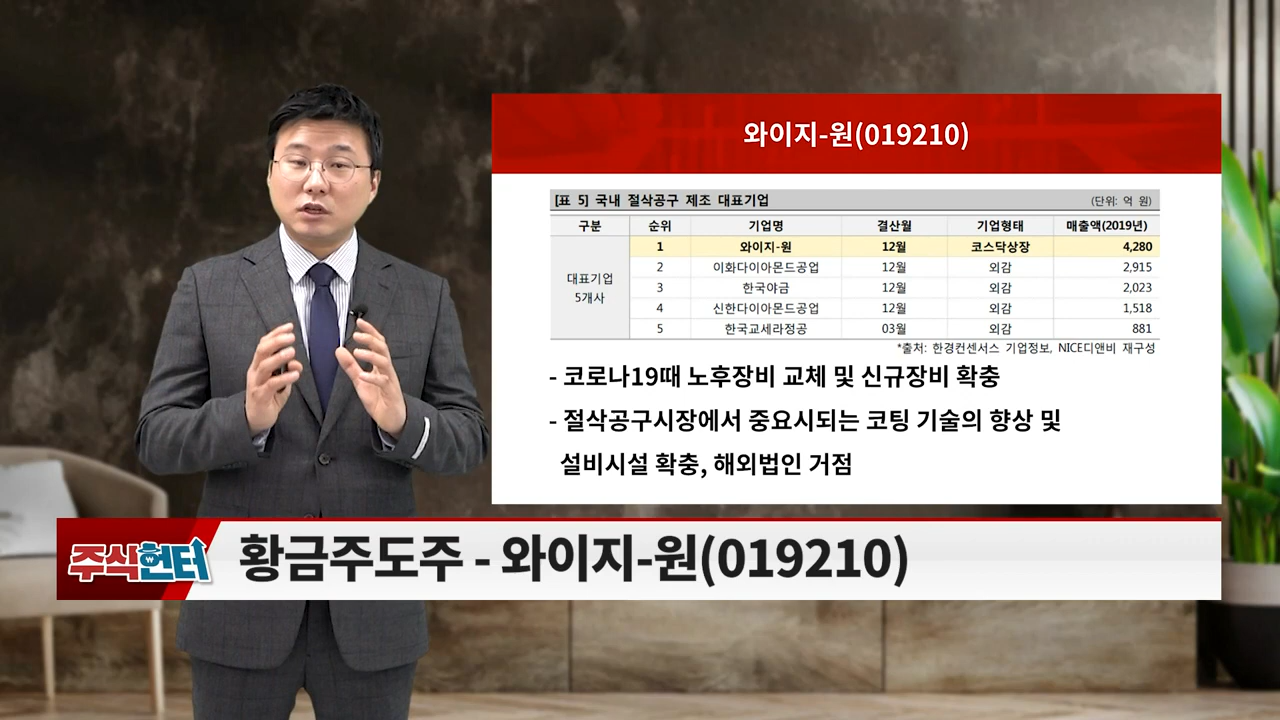 와이지-원(019210)
[표 5] 국내 절삭공구 제조 대표기업 (단위: 억 원)
구분 순위 기업명 결산월 기업형태 매출액(2019년)
대표기업 5개사
1 와이지-원 12월 코스닥상장 4,280
2 이화다이아몬드공업 12월 외감 2,915
3 한국야금 12월 외감 2,023
4 신한다이아몬드공업 12월 외감 1,518
5 한국교세라정공 03월 외감 881
*출처: 한경컨센서스 기업정보, NICE디앤비 재구성
- 코로나19때 노후장비 교체 및 신규장비 확충
- 절삭공구시장에서 중요시되는 코팅 기술의 향상 및
설비시설 확충, 해외법인 거점
주식헌터 황금주도주 - 와이지-원(019210)